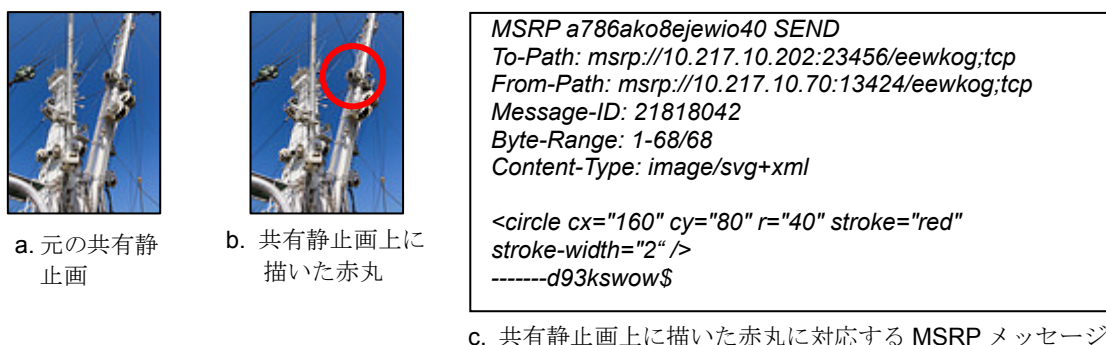 a. 元の共有静
止画
b. 共有静止画上に
描いた赤丸
MSRP a786ako8ejewio40 SEND
To-Path: msrp://10.217.10.202:23456/eewkog;tcp
From-Path: msrp://10.217.10.70:13424/eewkog;tcp
Message-ID: 21818042
Byte-Range: 1-68/68
Content-Type: image/svg+xml
<circle cx="160" cy="80" r="40" stroke="red"
stroke-width="2“ />
-------d93kswow$
c. 共有静止画上に描いた赤丸に対応する MSRP メッセージ